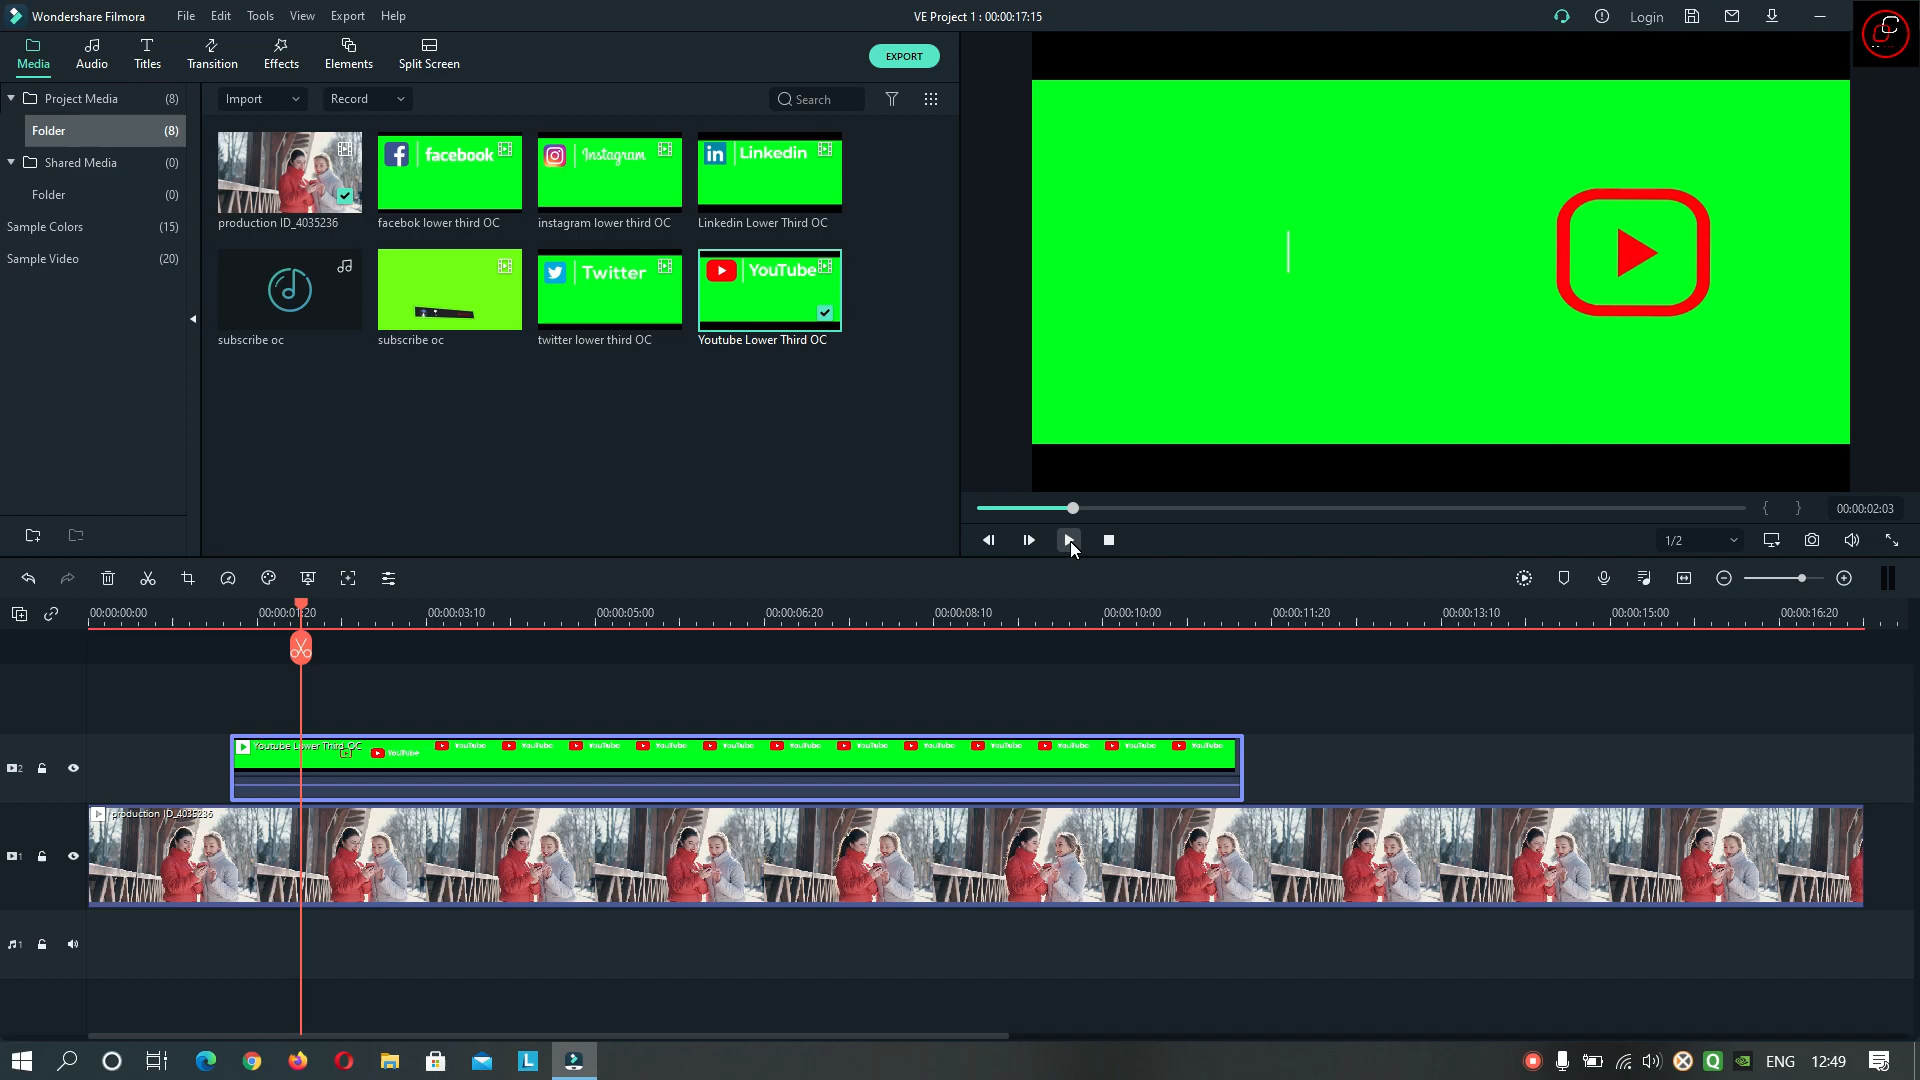 Wondershare Filmora
File Edit Tools View Export Help
VE Project 1 : 00:00:17:15
Login
Media Audio Titles Transition Effects Elements Split Screen
EXPORT
Project Media (8)
Folder (8)
Shared Media (0)
Folder (0)
Sample Colors (15)
Sample Video (20)
Import Record Search
facebook Instagram Linkedin
production ID_4035236 facebok lower third OC instagram lower third OC Linkedin Lower Third OC
Twitter YouTube
subscribe oc subscribe oc twitter lower third OC Youtube Lower Third OC
{ } 00:00:02:03
1/2
00:00:00:00 00:00:01:20 00:00:03:10 00:00:05:00 00:00:06:20 00:00:08:10 00:00:10:00 00:00:11:20 00:00:13:10 00:00:15:00 00:00:16:20
Youtube Lower Third OC
YouTube YouTube YouTube YouTube YouTube YouTube YouTube YouTube YouTube YouTube YouTube YouTube YouTube
2
production ID_4035236
1
1
L
Q
ENG 12:49